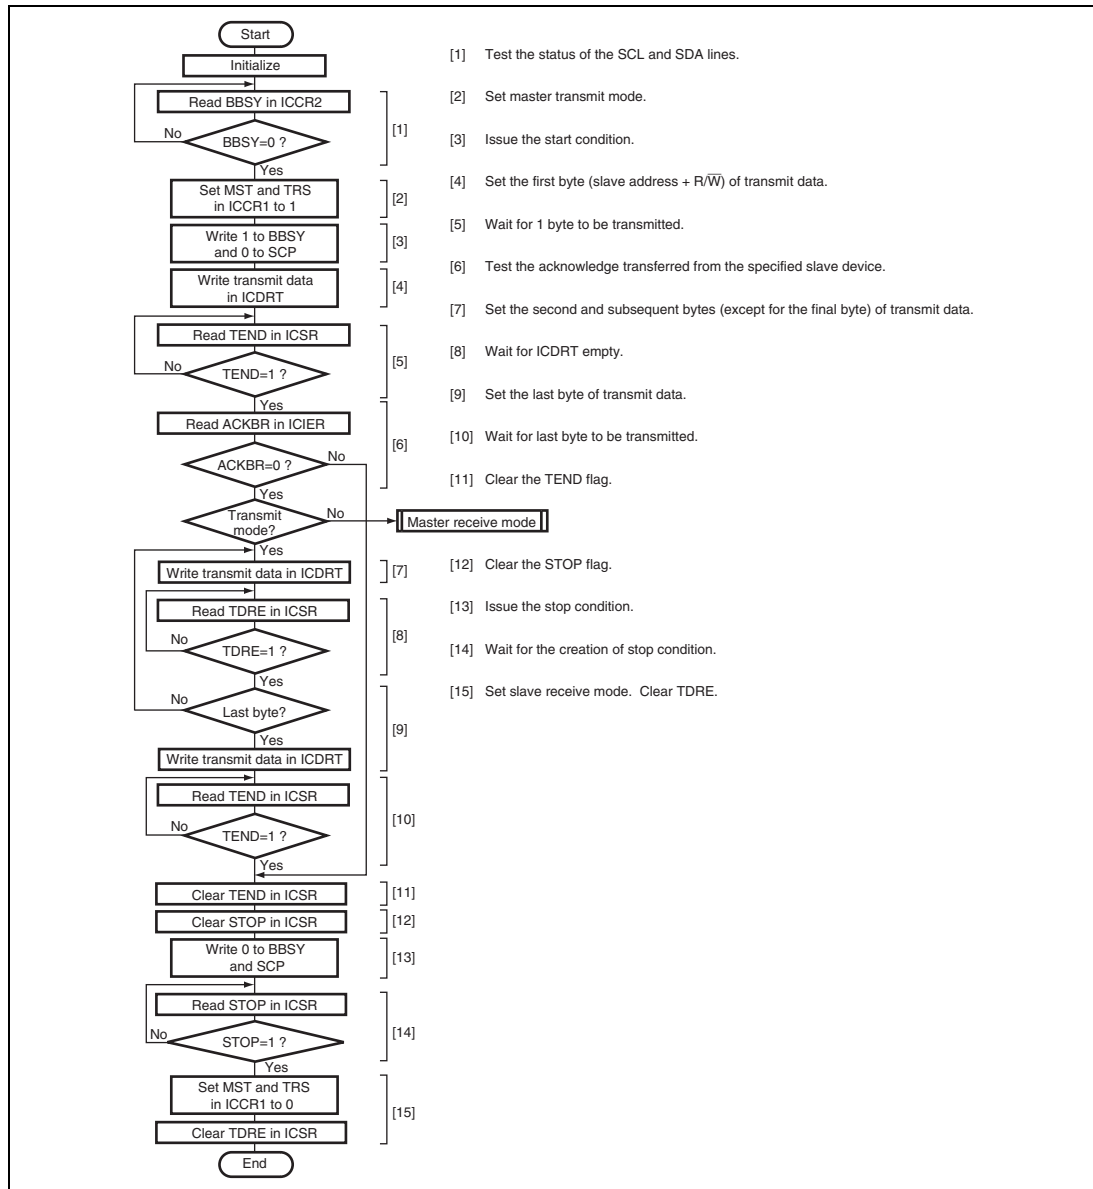 Start
Initialize
Read BBSY in ICCR2
BBSY=0 ?
No
Yes
[1]
Set MST and TRS
in ICCR1 to 1
[2]
Write 1 to BBSY
and 0 to SCP
[3]
Write transmit data
in ICDRT
[4]
Read TEND in ICSR
No
TEND=1 ?
Yes
[5]
Read ACKBR in ICIER
ACKBR=0 ?
No
Yes
[6]
Transmit
mode?
No
Master receive mode
Yes
Write transmit data in ICDRT
[7]
Read TDRE in ICSR
No
TDRE=1 ?
Yes
[8]
No
Last byte?
Yes
[9]
Write transmit data in ICDRT
Read TEND in ICSR
No
TEND=1 ?
Yes
[10]
Clear TEND in ICSR
[11]
Clear STOP in ICSR
[12]
Write 0 to BBSY
and SCP
[13]
Read STOP in ICSR
No
STOP=1 ?
Yes
[14]
Set MST and TRS
in ICCR1 to 0
[15]
Clear TDRE in ICSR
End
[1] Test the status of the SCL and SDA lines.
[2] Set master transmit mode.
[3] Issue the start condition.
[4] Set the first byte (slave address + R/W̅) of transmit data.
[5] Wait for 1 byte to be transmitted.
[6] Test the acknowledge transferred from the specified slave device.
[7] Set the second and subsequent bytes (except for the final byte) of transmit data.
[8] Wait for ICDRT empty.
[9] Set the last byte of transmit data.
[10] Wait for last byte to be transmitted.
[11] Clear the TEND flag.
[12] Clear the STOP flag.
[13] Issue the stop condition.
[14] Wait for the creation of stop condition.
[15] Set slave receive mode. Clear TDRE.